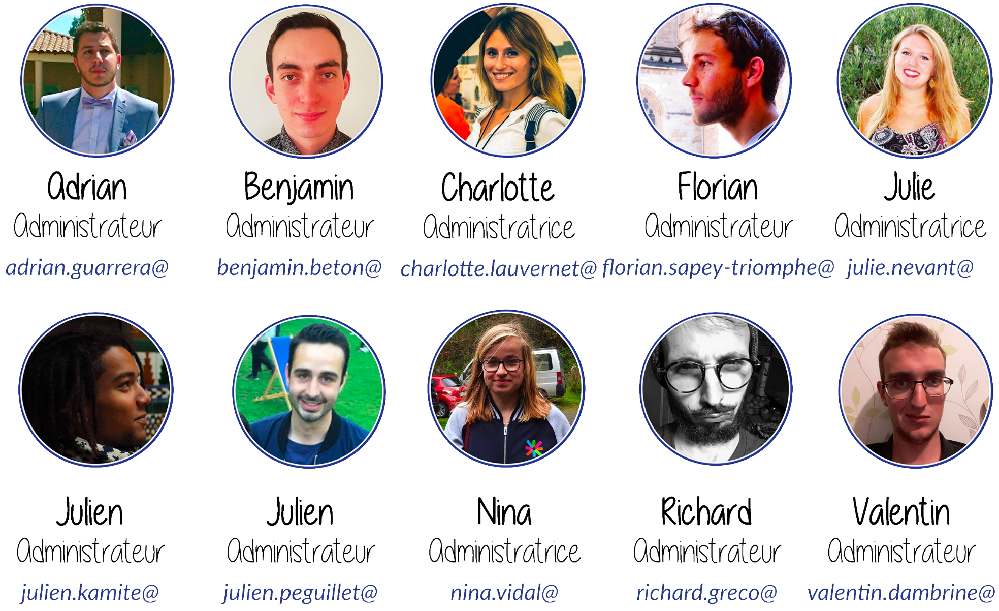 Adrian
Administrateur
adrian.guarrera@
Benjamin
Administrateur
benjamin.beton@
Charlotte
Administratrice
charlotte.lauvernet@
Florian
Administrateur
florian.sapey-triomphe@
Julie
Administratrice
julie.nevant@
Julien
Administrateur
julien.kamite@
Julien
Administrateur
julien.peguillet@
Nina
Administratrice
nina.vidal@
Richard
Administrateur
richard.greco@
Valentin
Administrateur
valentin.dambrine@